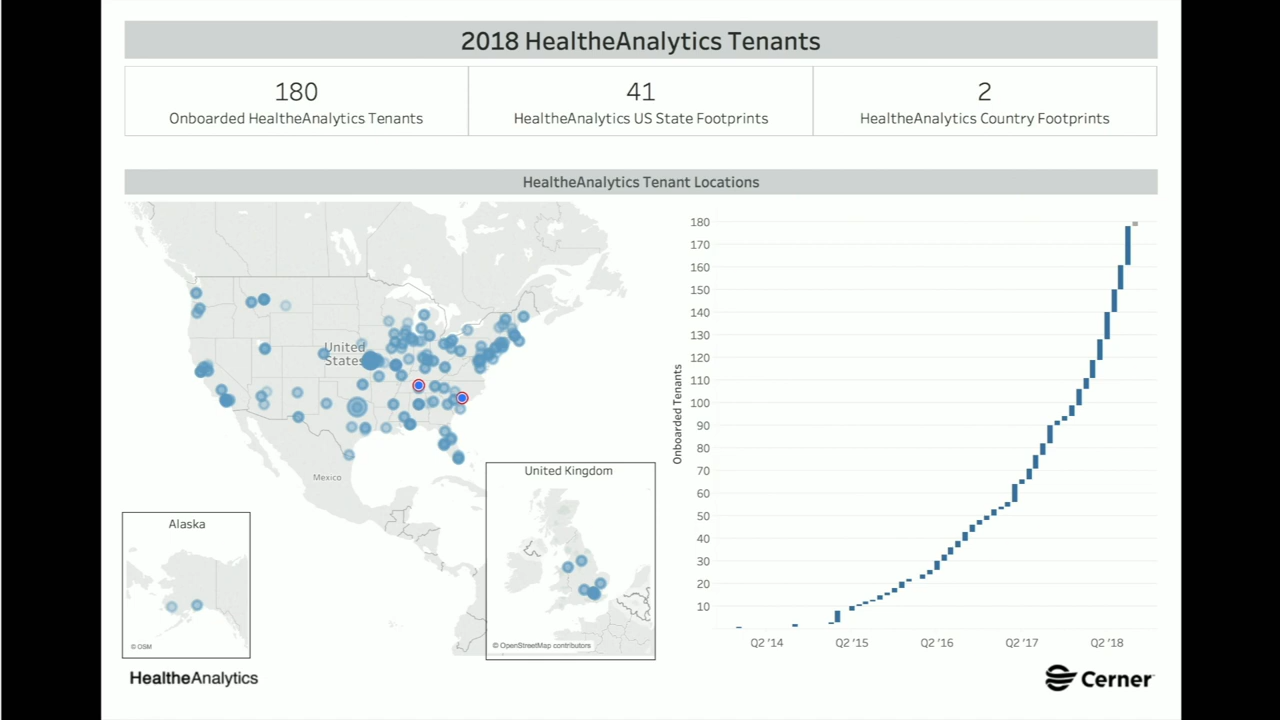 2018 HealtheAnalytics Tenants
180
Onboarded HealtheAnalytics Tenants
41
HealtheAnalytics US State Footprints
2
HealtheAnalytics Country Footprints
HealtheAnalytics Tenant Locations
United
States
Mexico
Alaska
© OSM
United Kingdom
© OpenStreetMap contributors
Onboarded Tenants
180
170
160
150
140
130
120
110
100
90
80
70
60
50
40
30
20
10
Q2 '14
Q2 '15
Q2 '16
Q2 '17
Q2 '18
HealtheAnalytics
Cerner